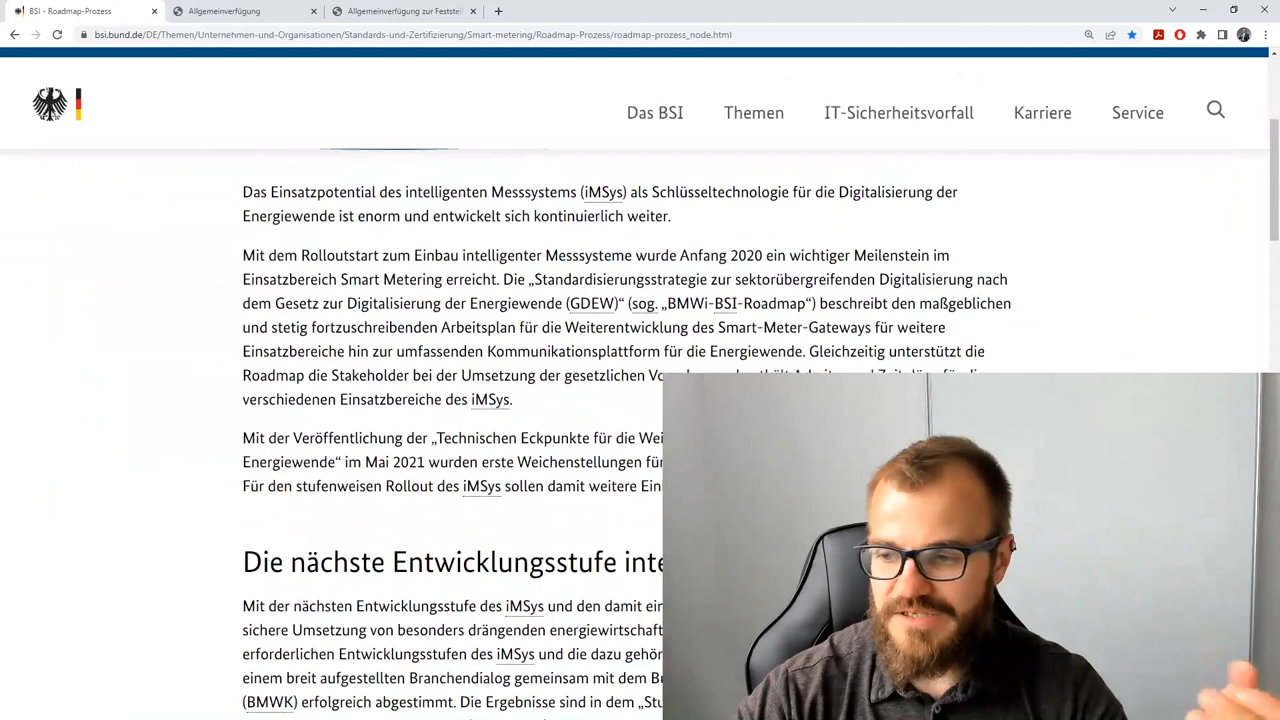 BSI - Roadmap-Prozess
Allgemeinverfügung
Allgemeinverfügung zur Festste
bsi.bund.de/DE/Themen/Unternehmen-und-Organisationen/Standards-und-Zertifizierung/Smart-metering/Roadmap-Prozess/roadmap-prozess_node.html
Das BSI Themen IT-Sicherheitsvorfall Karriere Service
Das Einsatzpotential des intelligenten Messsystems (iMSys) als Schlüsseltechnologie für die Digitalisierung der
Energiewende ist enorm und entwickelt sich kontinuierlich weiter.
Mit dem Rolloutstart zum Einbau intelligenter Messsysteme wurde Anfang 2020 ein wichtiger Meilenstein im
Einsatzbereich Smart Metering erreicht. Die „Standardisierungsstrategie zur sektorübergreifenden Digitalisierung nach
dem Gesetz zur Digitalisierung der Energiewende (GDEW)“ (sog. „BMWi-BSI-Roadmap“) beschreibt den maßgeblichen
und stetig fortzuschreibenden Arbeitsplan für die Weiterentwicklung des Smart-Meter-Gateways für weitere
Einsatzbereiche hin zur umfassenden Kommunikationsplattform für die Energiewende. Gleichzeitig unterstützt die
Roadmap die Stakeholder bei der Umsetzung der gesetzlichen
verschiedenen Einsatzbereiche des iMSys.
Mit der Veröffentlichung der „Technischen Eckpunkte für die Wei
Energiewende“ im Mai 2021 wurden erste Weichenstellungen für
Für den stufenweisen Rollout des iMSys sollen damit weitere Ein
Die nächste Entwicklungsstufe inte
Mit der nächsten Entwicklungsstufe des iMSys und den damit ein
sichere Umsetzung von besonders drängenden energiewirtschaft
erforderlichen Entwicklungsstufen des iMSys und die dazu gehör
einem breit aufgestellten Branchendialog gemeinsam mit dem Bu
(BMWK) erfolgreich abgestimmt. Die Ergebnisse sind in dem „Stu